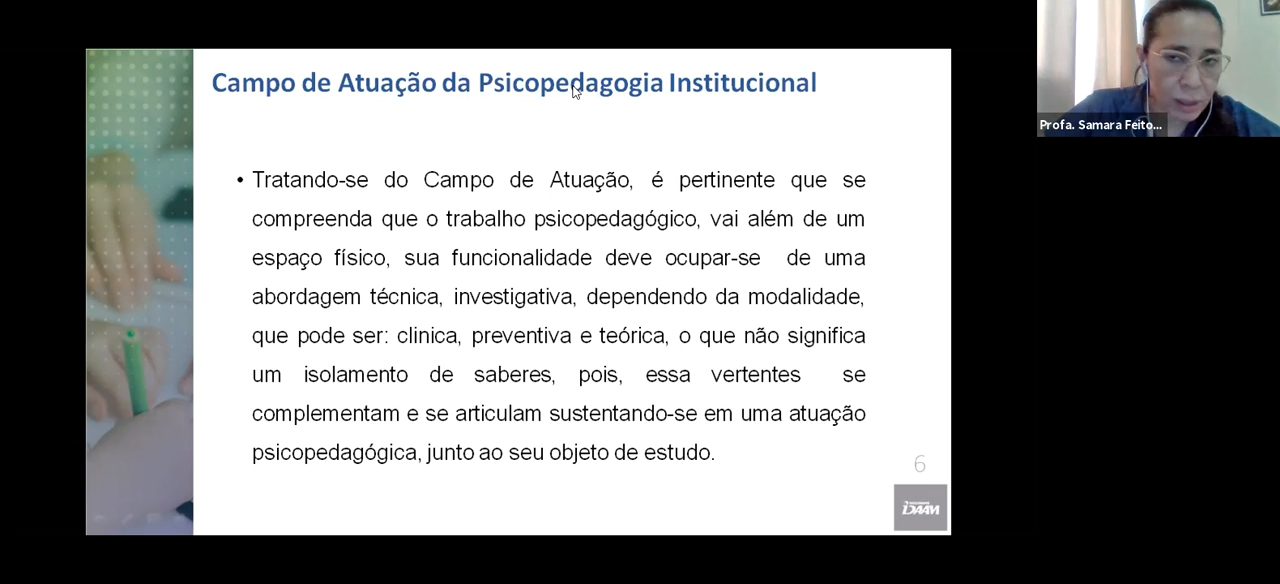 Campo de Atuação da Psicopedagogia Institucional
• Tratando-se do Campo de Atuação, é pertinente que se
compreenda que o trabalho psicopedagógico, vai além de um
espaço físico, sua funcionalidade deve ocupar-se de uma
abordagem técnica, investigativa, dependendo da modalidade,
que pode ser: clinica, preventiva e teórica, o que não significa
um isolamento de saberes, pois, essa vertentes se
complementam e se articulam sustentando-se em uma atuação
psicopedagógica, junto ao seu objeto de estudo.
6
IDAAM
Profa. Samara Feito...